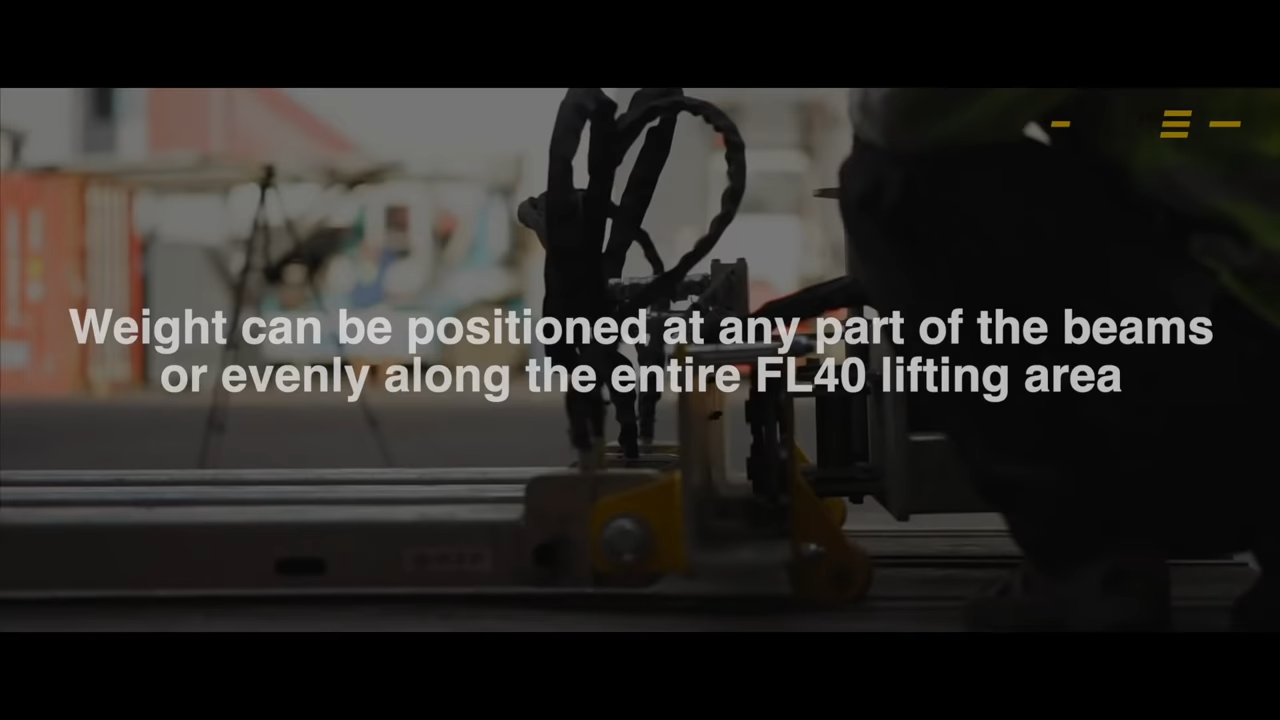 Weight can be positioned at any part of the beams
or evenly along the entire FL40 lifting area